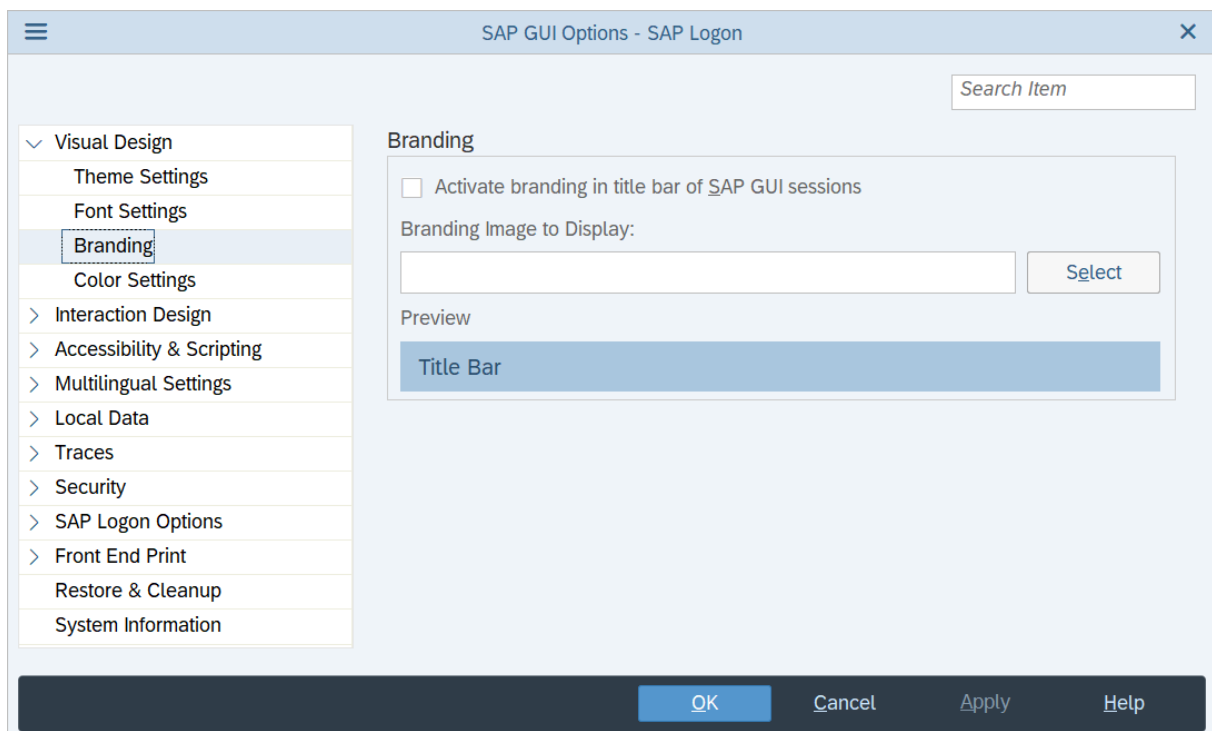 SAP GUI Options - SAP Logon
Search Item
Visual Design
Theme Settings
Font Settings
Branding
Color Settings
Interaction Design
Accessibility & Scripting
Multilingual Settings
Local Data
Traces
Security
SAP Logon Options
Front End Print
Restore & Cleanup
System Information
Branding
Activate branding in title bar of SAP GUI sessions
Branding Image to Display:
Select
Preview
Title Bar
OK
Cancel
Apply
Help